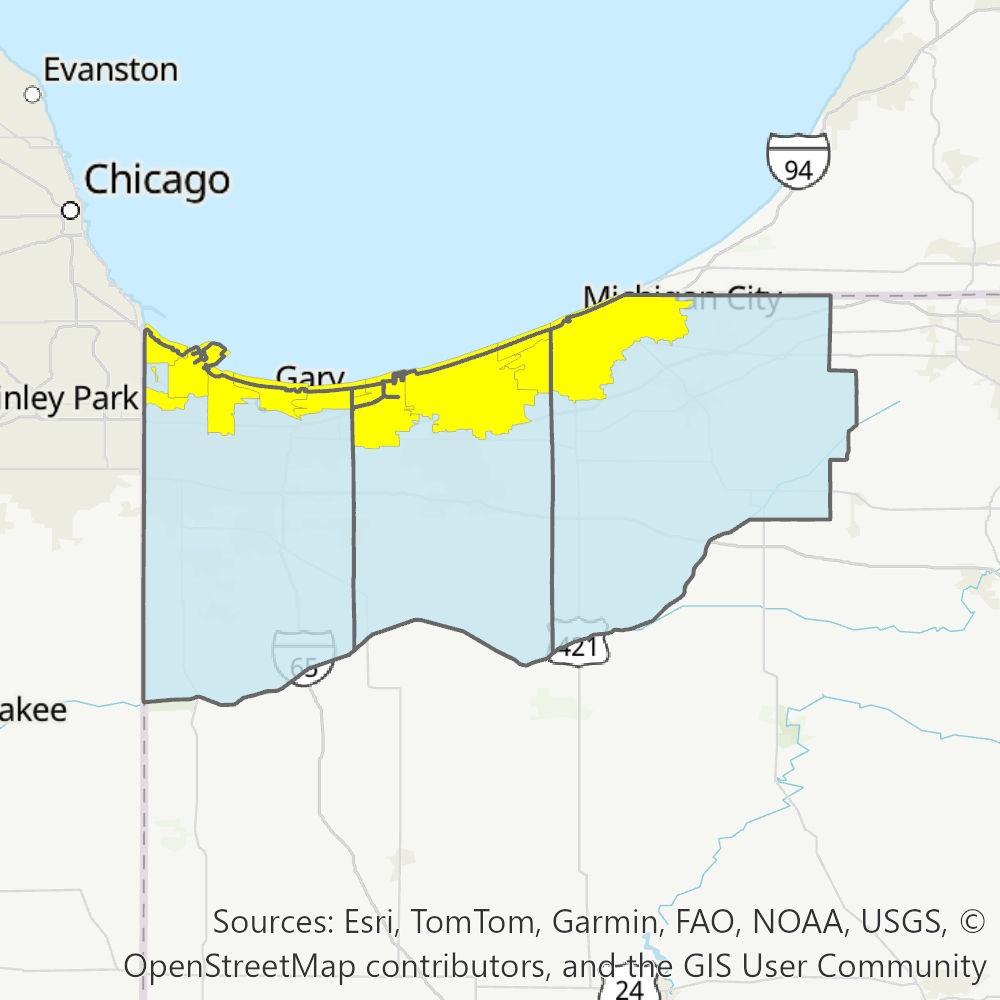 Evanston
Chicago
94
Michigan City
Gary
inley Park
421
65
akee
Sources: Esri, TomTom, Garmin, FAO, NOAA, USGS, ©
OpenStreetMap contributors, and the GIS User Community
24